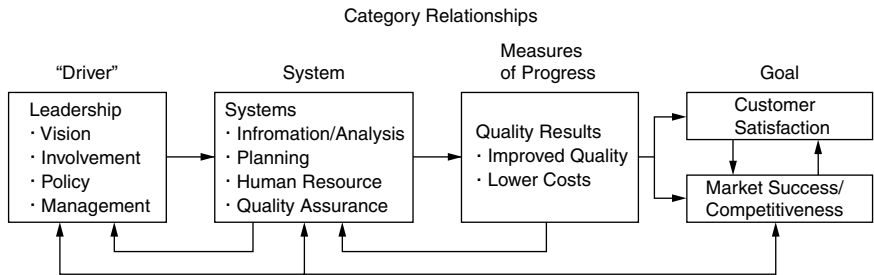 Category Relationships
“Driver”
System
Measures
of Progress
Goal
Leadership
· Vision
· Involvement
· Policy
· Management
Systems
· Infromation/Analysis
· Planning
· Human Resource
· Quality Assurance
Quality Results
· Improved Quality
· Lower Costs
Customer
Satisfaction
Market Success/
Competitiveness